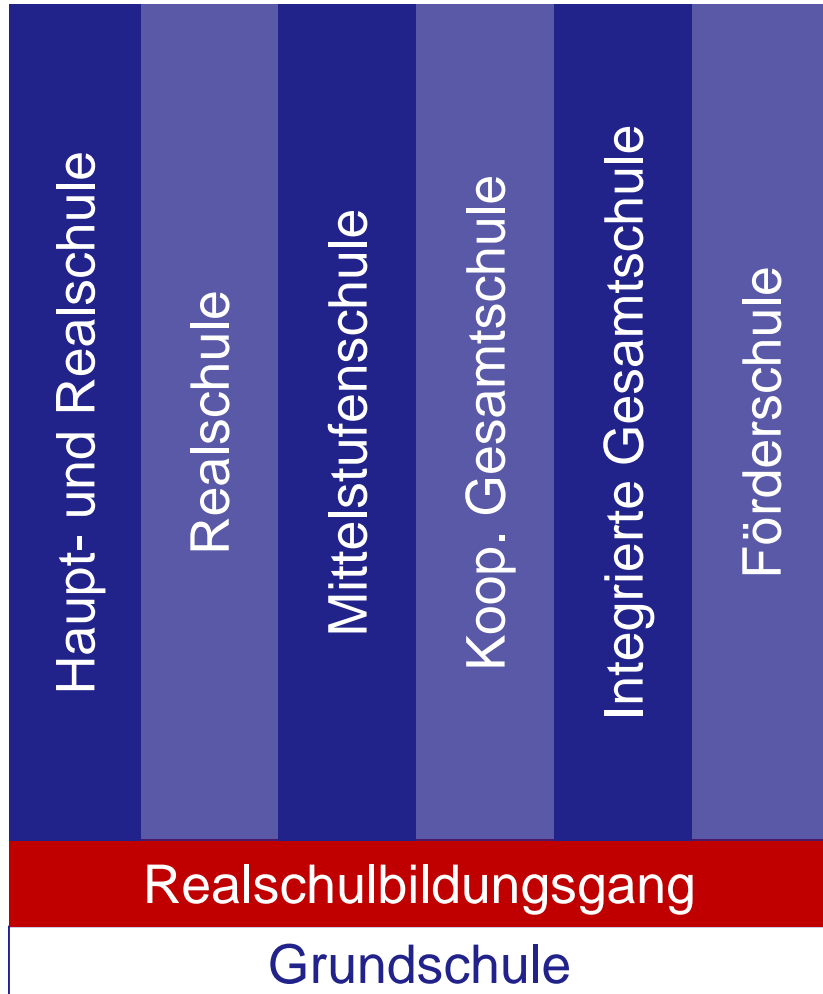 Haupt- und Realschule
Realschule
Mittelstufenschule
Koop. Gesamtschule
Integrierte Gesamtschule
Förderschule
Realschulbildungsgang
Grundschule